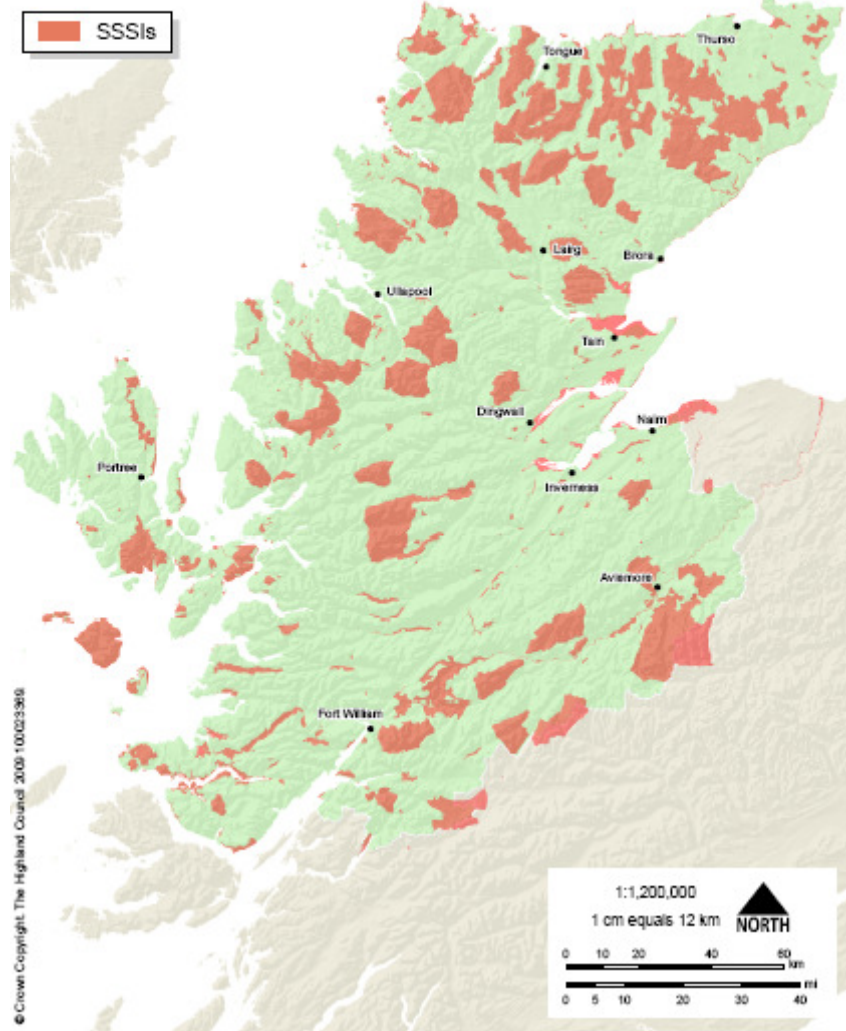 SSSIs
Thurso
Tongue
Lairg
Brora
Ullapool
Tain
Dingwall
Nairn
Portree
Inverness
Aviemore
Fort William
© Crown Copyright. The Highland Council 2009 100023369
1:1,200,000
1 cm equals 12 km
NORTH
0 20 40 60
km
mi
0 5 10 20 30 40